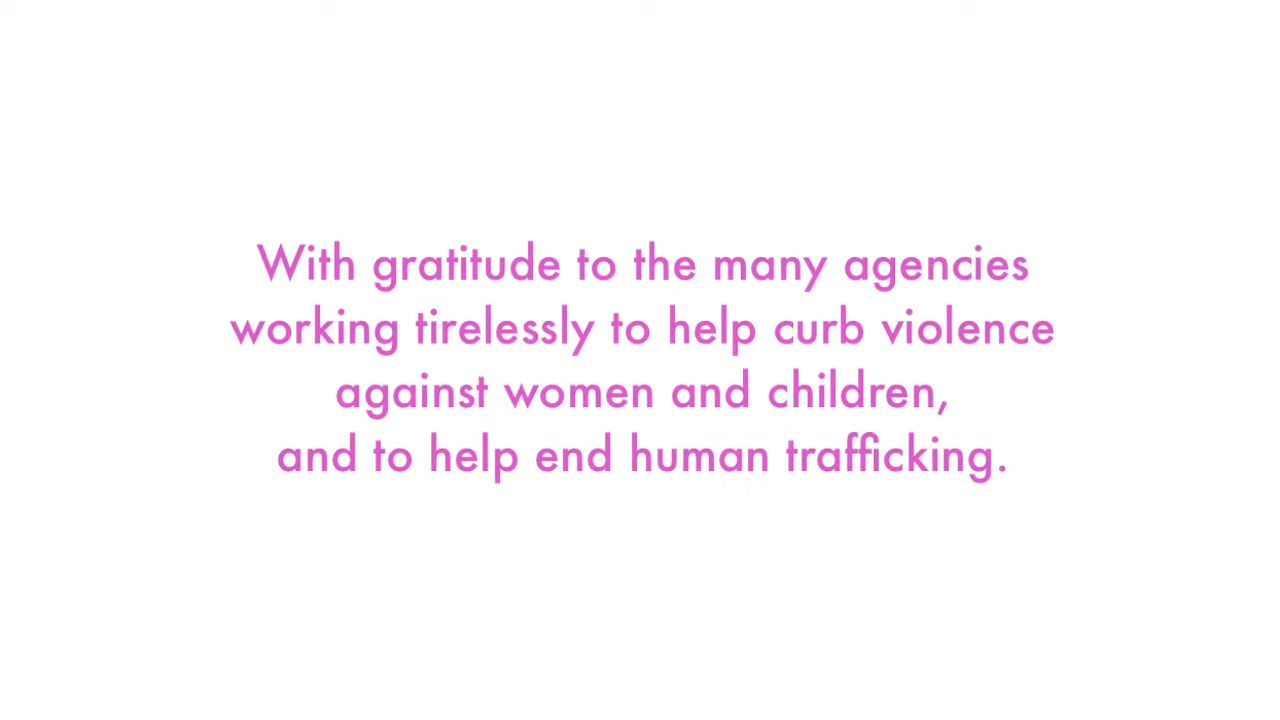 With gratitude to the many agencies
working tirelessly to help curb violence
against women and children,
and to help end human trafficking.